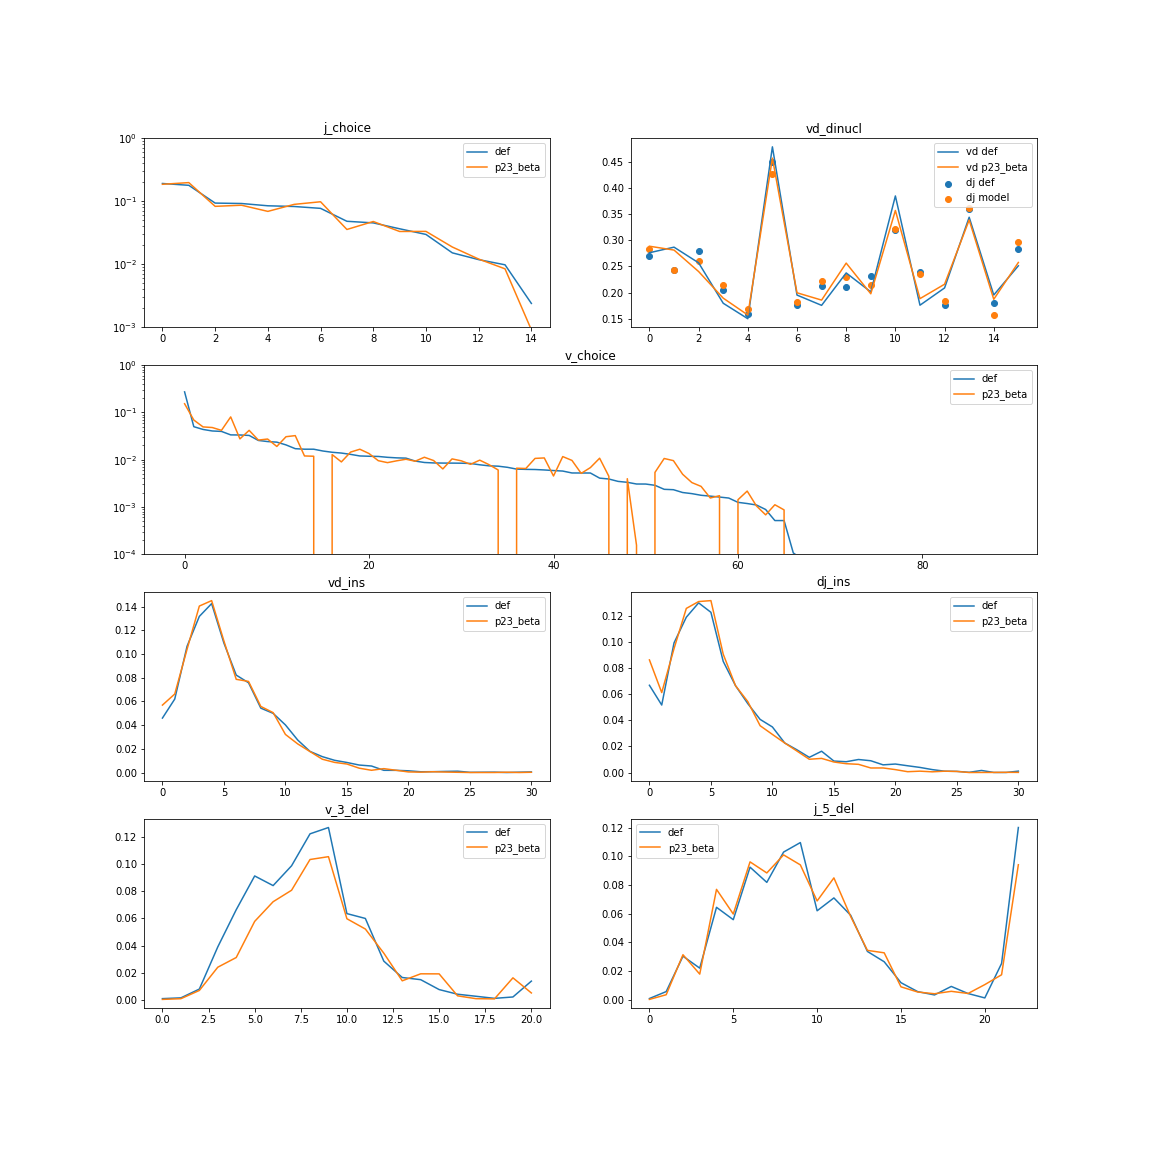 j_choice
10^0
10^-1
10^-2
10^-3
0 2 4 6 8 10 12 14
def
p23_beta
vd_dinucl
0.45
0.40
0.35
0.30
0.25
0.20
0.15
0 2 4 6 8 10 12 14
vd def
vd p23_beta
dj def
dj model
v_choice
10^0
10^-1
10^-2
10^-3
10^-4
0 20 40 60 80
def
p23_beta
vd_ins
0.14
0.12
0.10
0.08
0.06
0.04
0.02
0.00
0 5 10 15 20 25 30
def
p23_beta
dj_ins
0.12
0.10
0.08
0.06
0.04
0.02
0.00
0 5 10 15 20 25 30
def
p23_beta
v_3_del
0.12
0.10
0.08
0.06
0.04
0.02
0.00
0.0 2.5 5.0 7.5 10.0 12.5 15.0 17.5 20.0
def
p23_beta
j_5_del
0.12
0.10
0.08
0.06
0.04
0.02
0.00
0 5 10 15 20
def
p23_beta